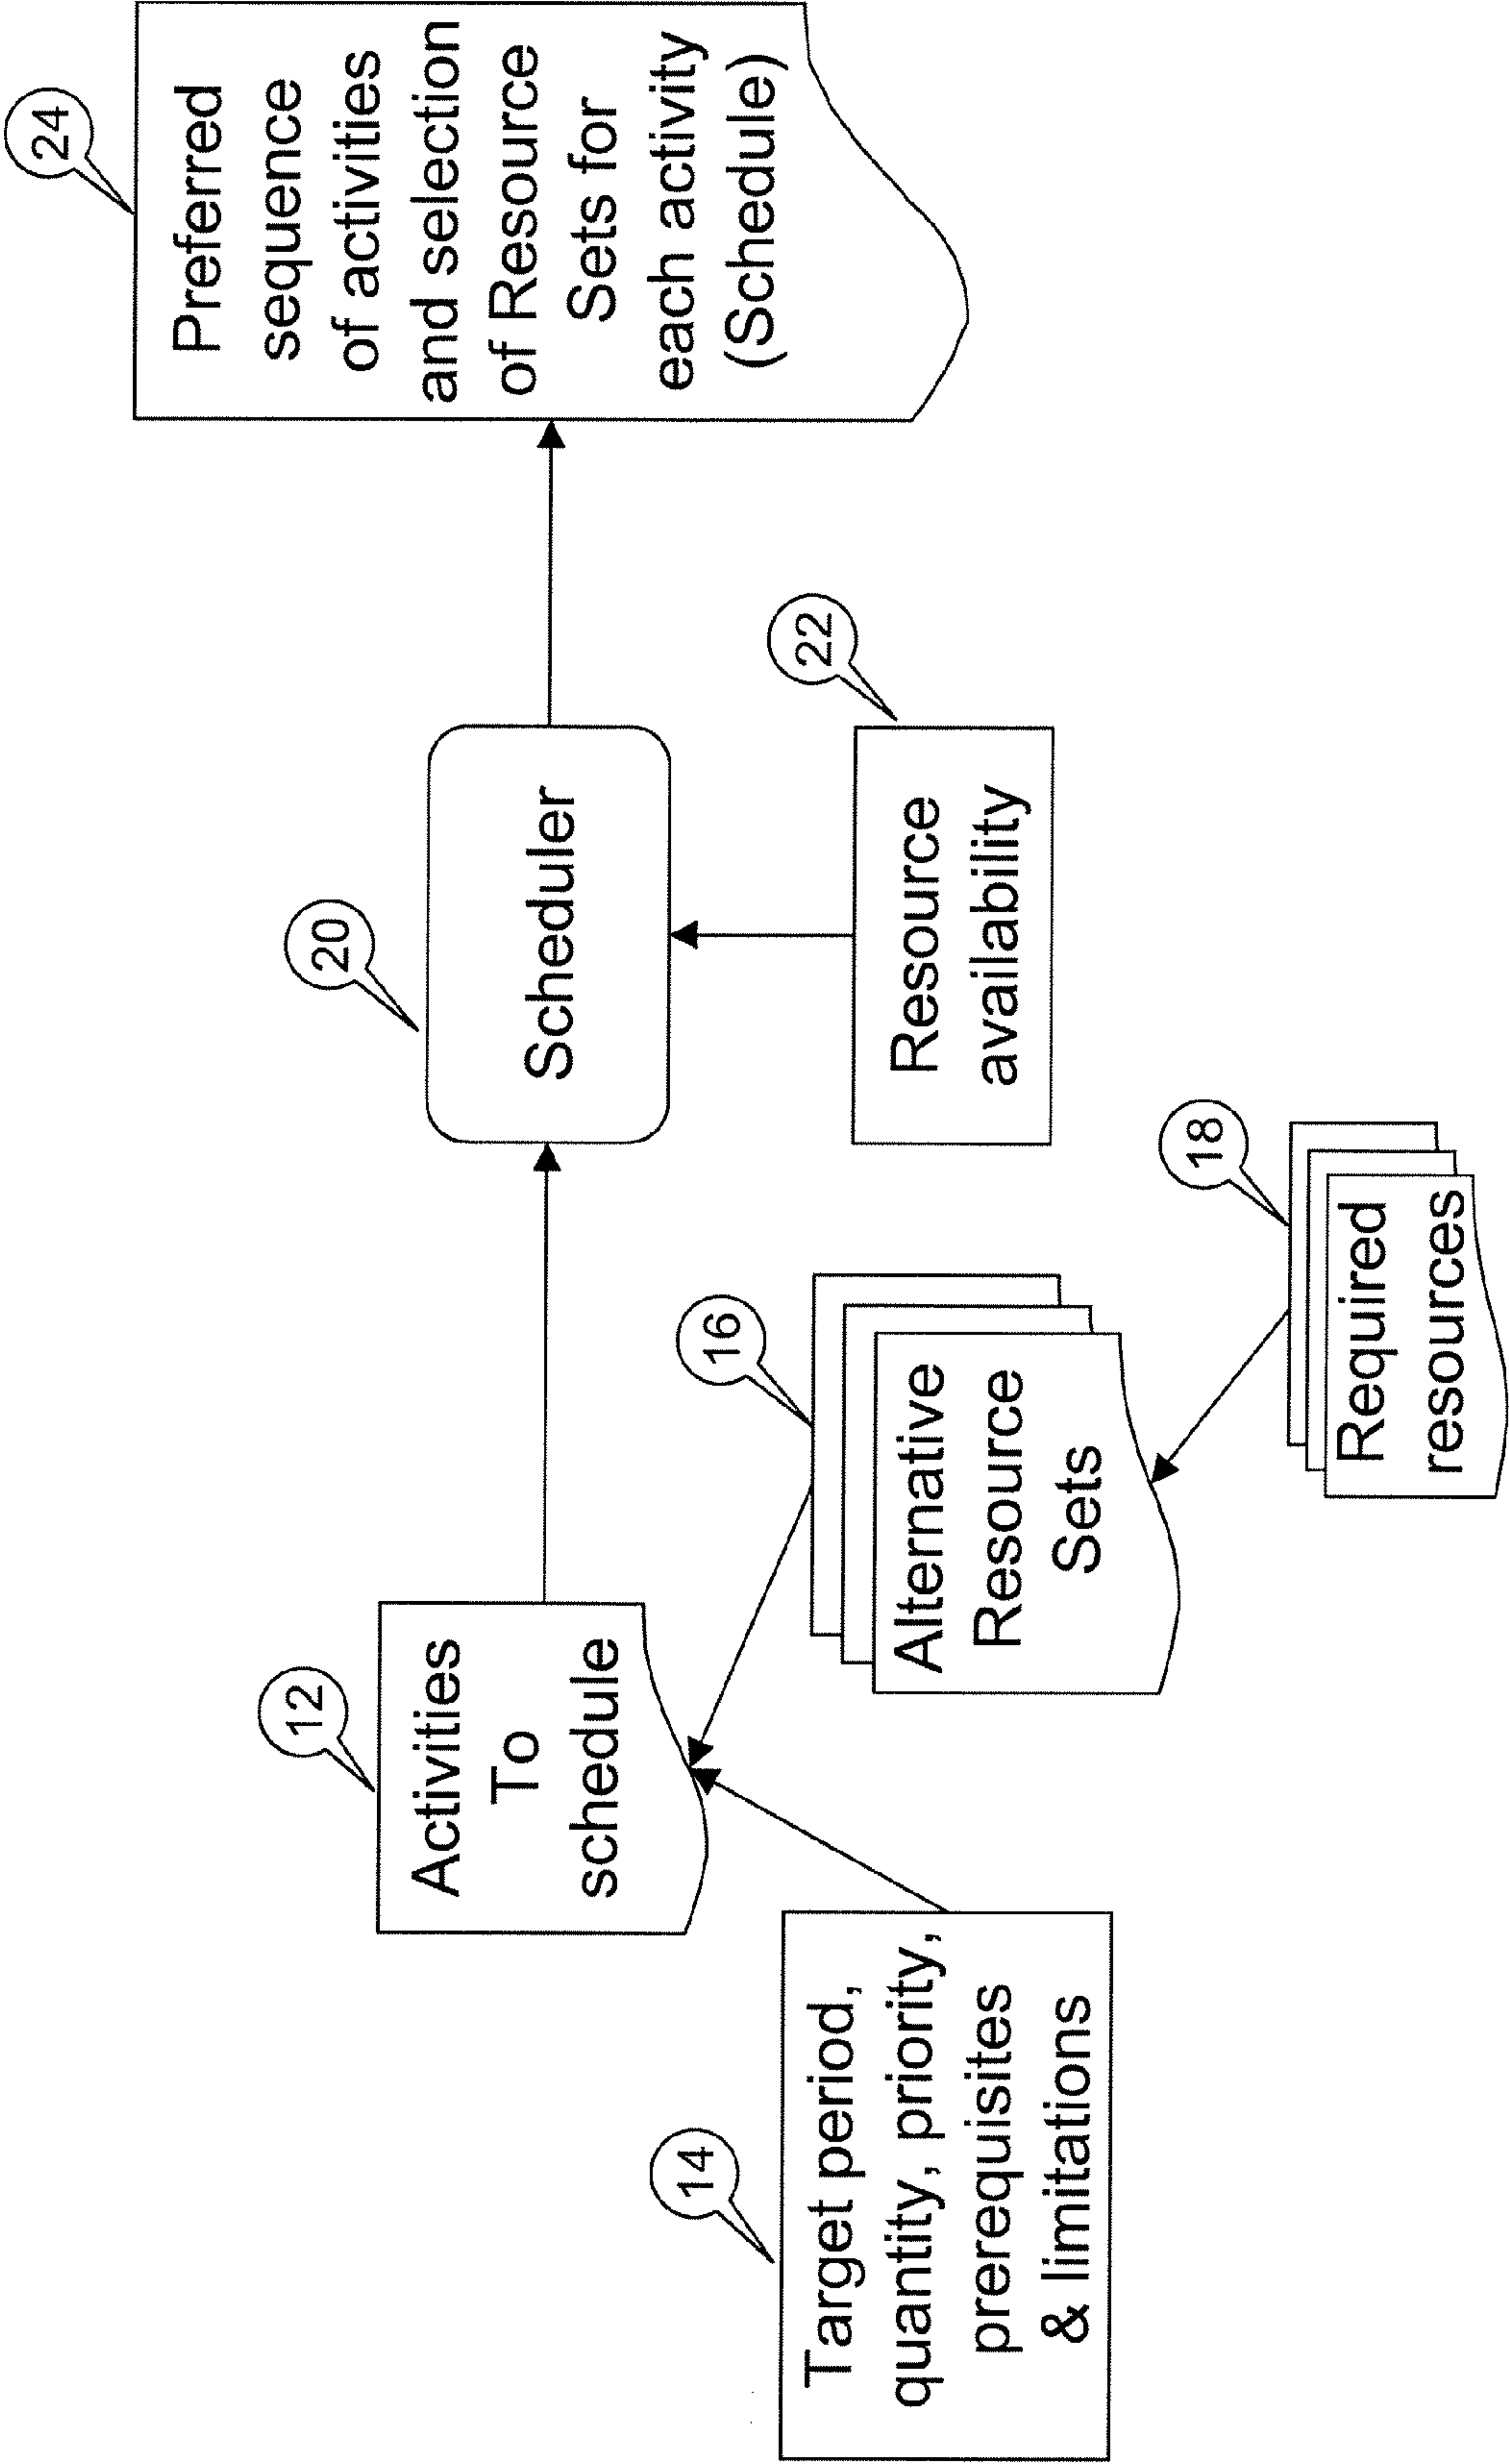 12
Activities
To
schedule
20
Scheduler
24
Preferred
sequence
of activities
and selection
of Resource
Sets for
each activity
(Schedule)
14
Target period,
quantity, priority,
prerequisites
& limitations
16
Alternative
Resource
Sets
22
Resource
availability
18
Required
resources